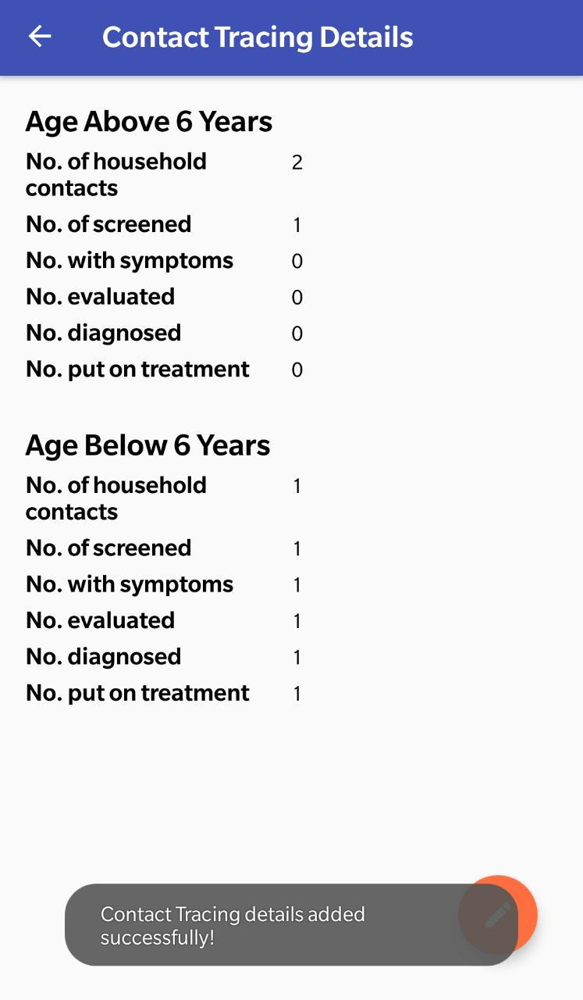 Contact Tracing Details
Age Above 6 Years
No. of household 2
contacts
No. of screened 1
No. with symptoms 0
No. evaluated 0
No. diagnosed 0
No. put on treatment 0
Age Below 6 Years
No. of household 1
contacts
No. of screened 1
No. with symptoms 1
No. evaluated 1
No. diagnosed 1
No. put on treatment 1
Contact Tracing details added
successfully!